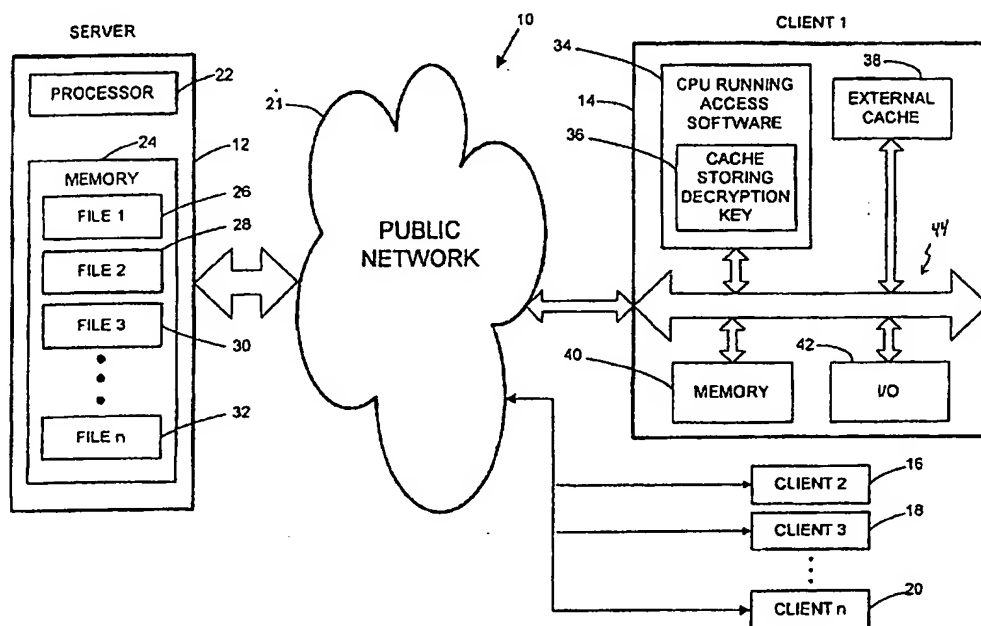 SERVER
PROCESSOR
22
12
24
MEMORY
26
FILE 1
28
FILE 2
FILE 3
30
32
FILE n
10
21
PUBLIC
NETWORK
CLIENT 1
34
14
CPU RUNNING
ACCESS
SOFTWARE
36
CACHE
STORING
DECRYPTION
KEY
38
EXTERNAL
CACHE
44
40
MEMORY
42
I/O
CLIENT 2
16
CLIENT 3
18
CLIENT n
20